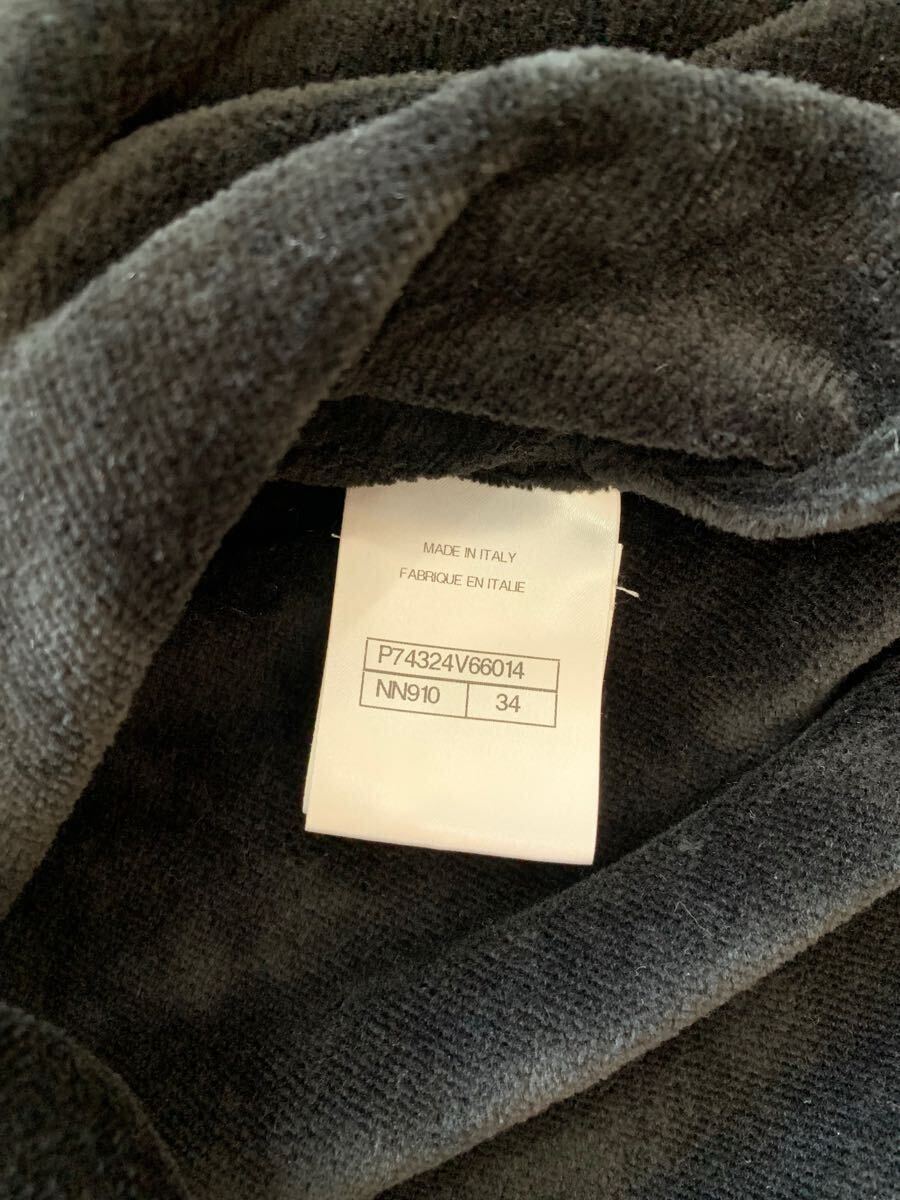 MADE IN ITALY
FABRIQUE EN ITALIE
P74324V66014
NN910 34